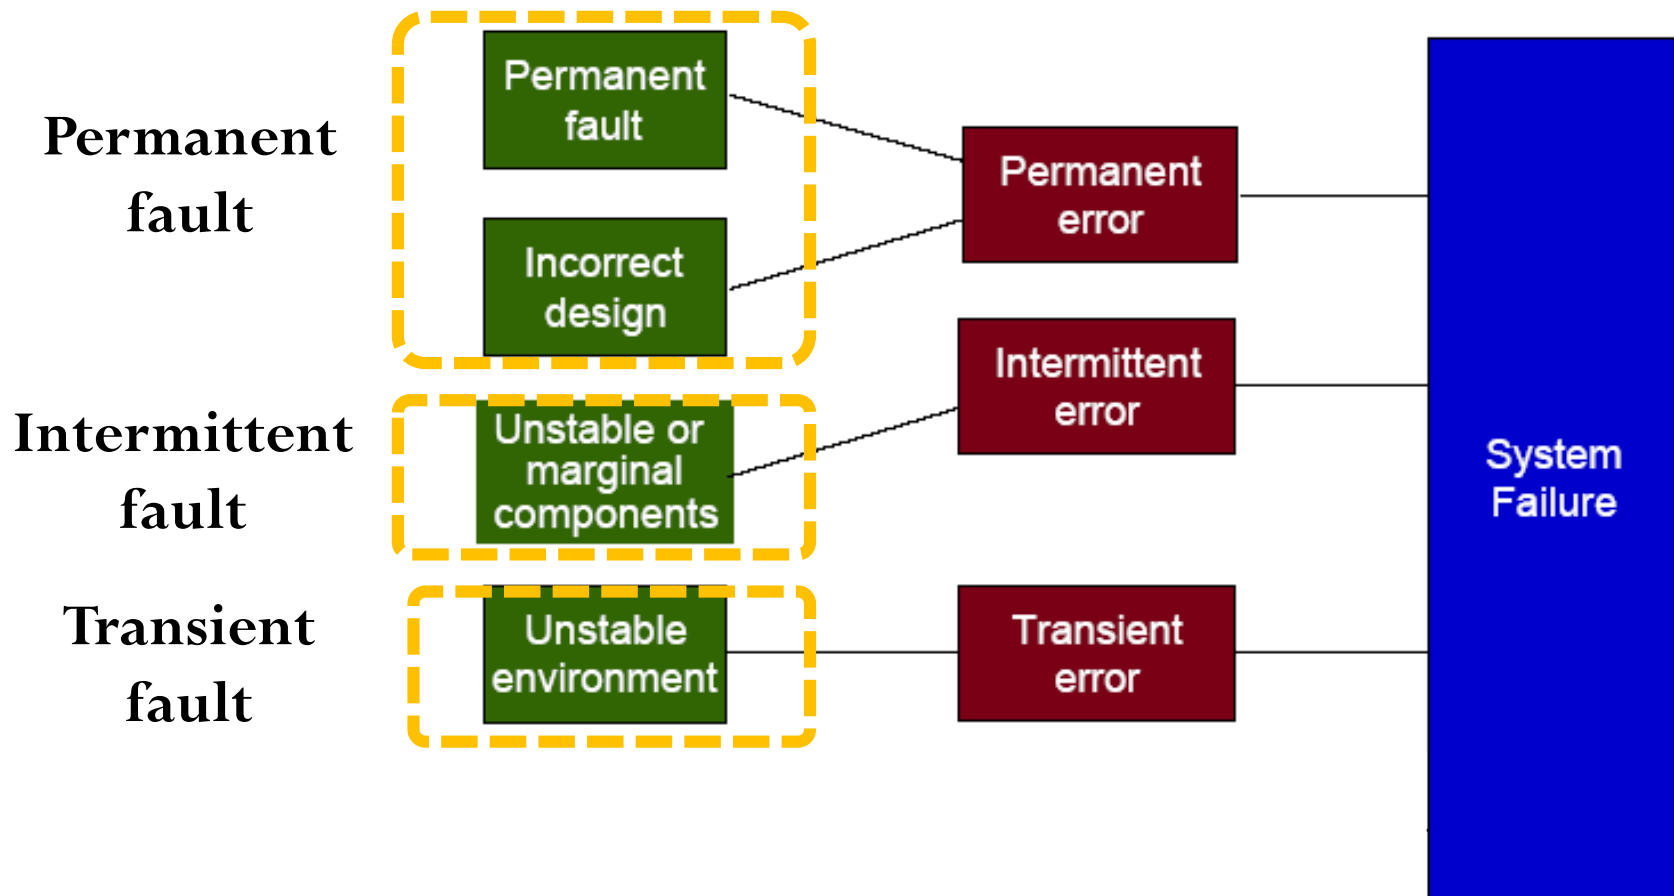 Permanent
fault
Permanent
fault
Incorrect
design
Permanent
error
Intermittent
fault
Unstable or
marginal
components
Intermittent
error
Transient
fault
Unstable
environment
Transient
error
System
Failure